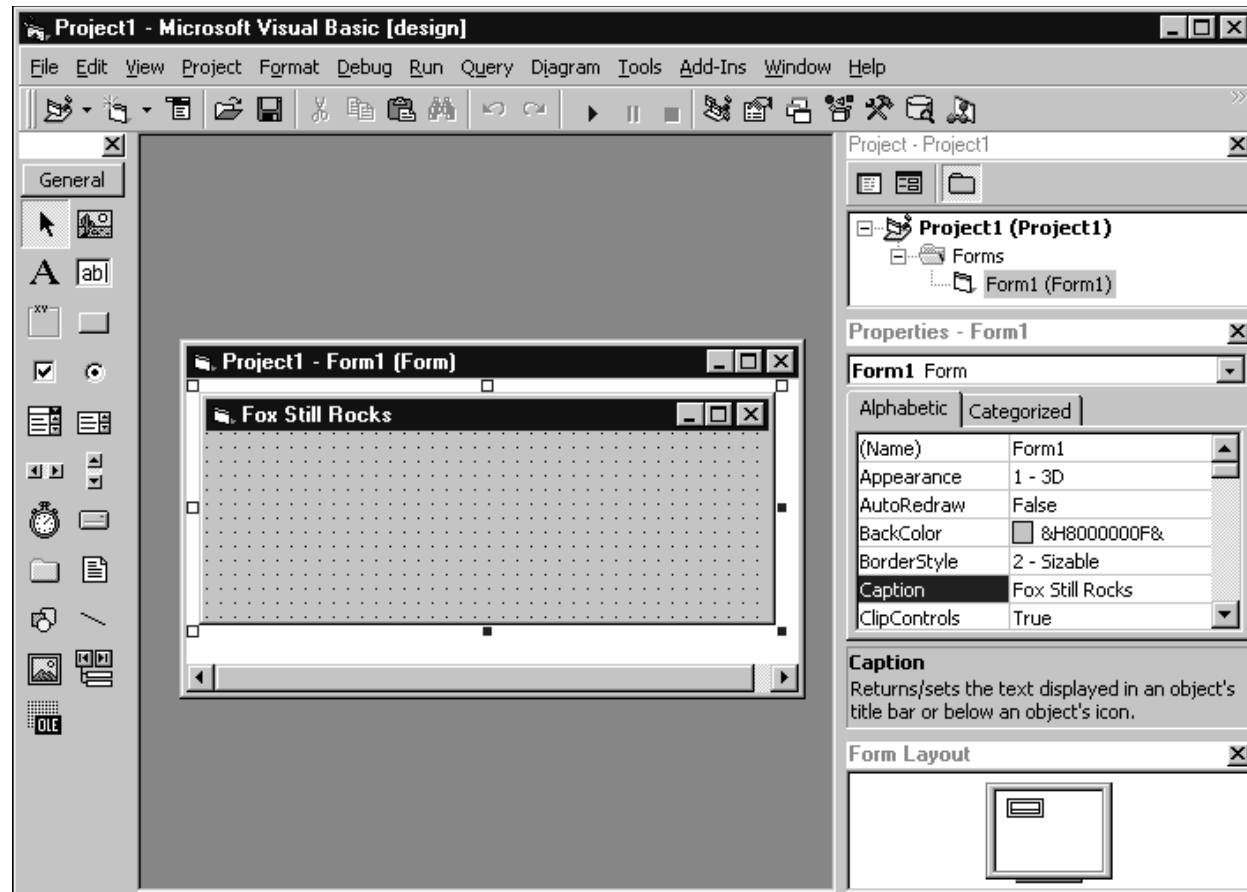 Project1 - Microsoft Visual Basic [design]
File Edit View Project Format Debug Run Query Diagram Tools Add-Ins Window Help
General
A ab|
XY
OLE
Project1 - Form1 (Form)
Fox Still Rocks
Project - Project1
Project1 (Project1)
Forms
Form1 (Form1)
Properties - Form1
Form1 Form
Alphabetic Categorized
(Name) Form1
Appearance 1 - 3D
AutoRedraw False
BackColor &H8000000F&
BorderStyle 2 - Sizable
Caption Fox Still Rocks
ClipControls True
Caption
Returns/sets the text displayed in an object's
title bar or below an object's icon.
Form Layout